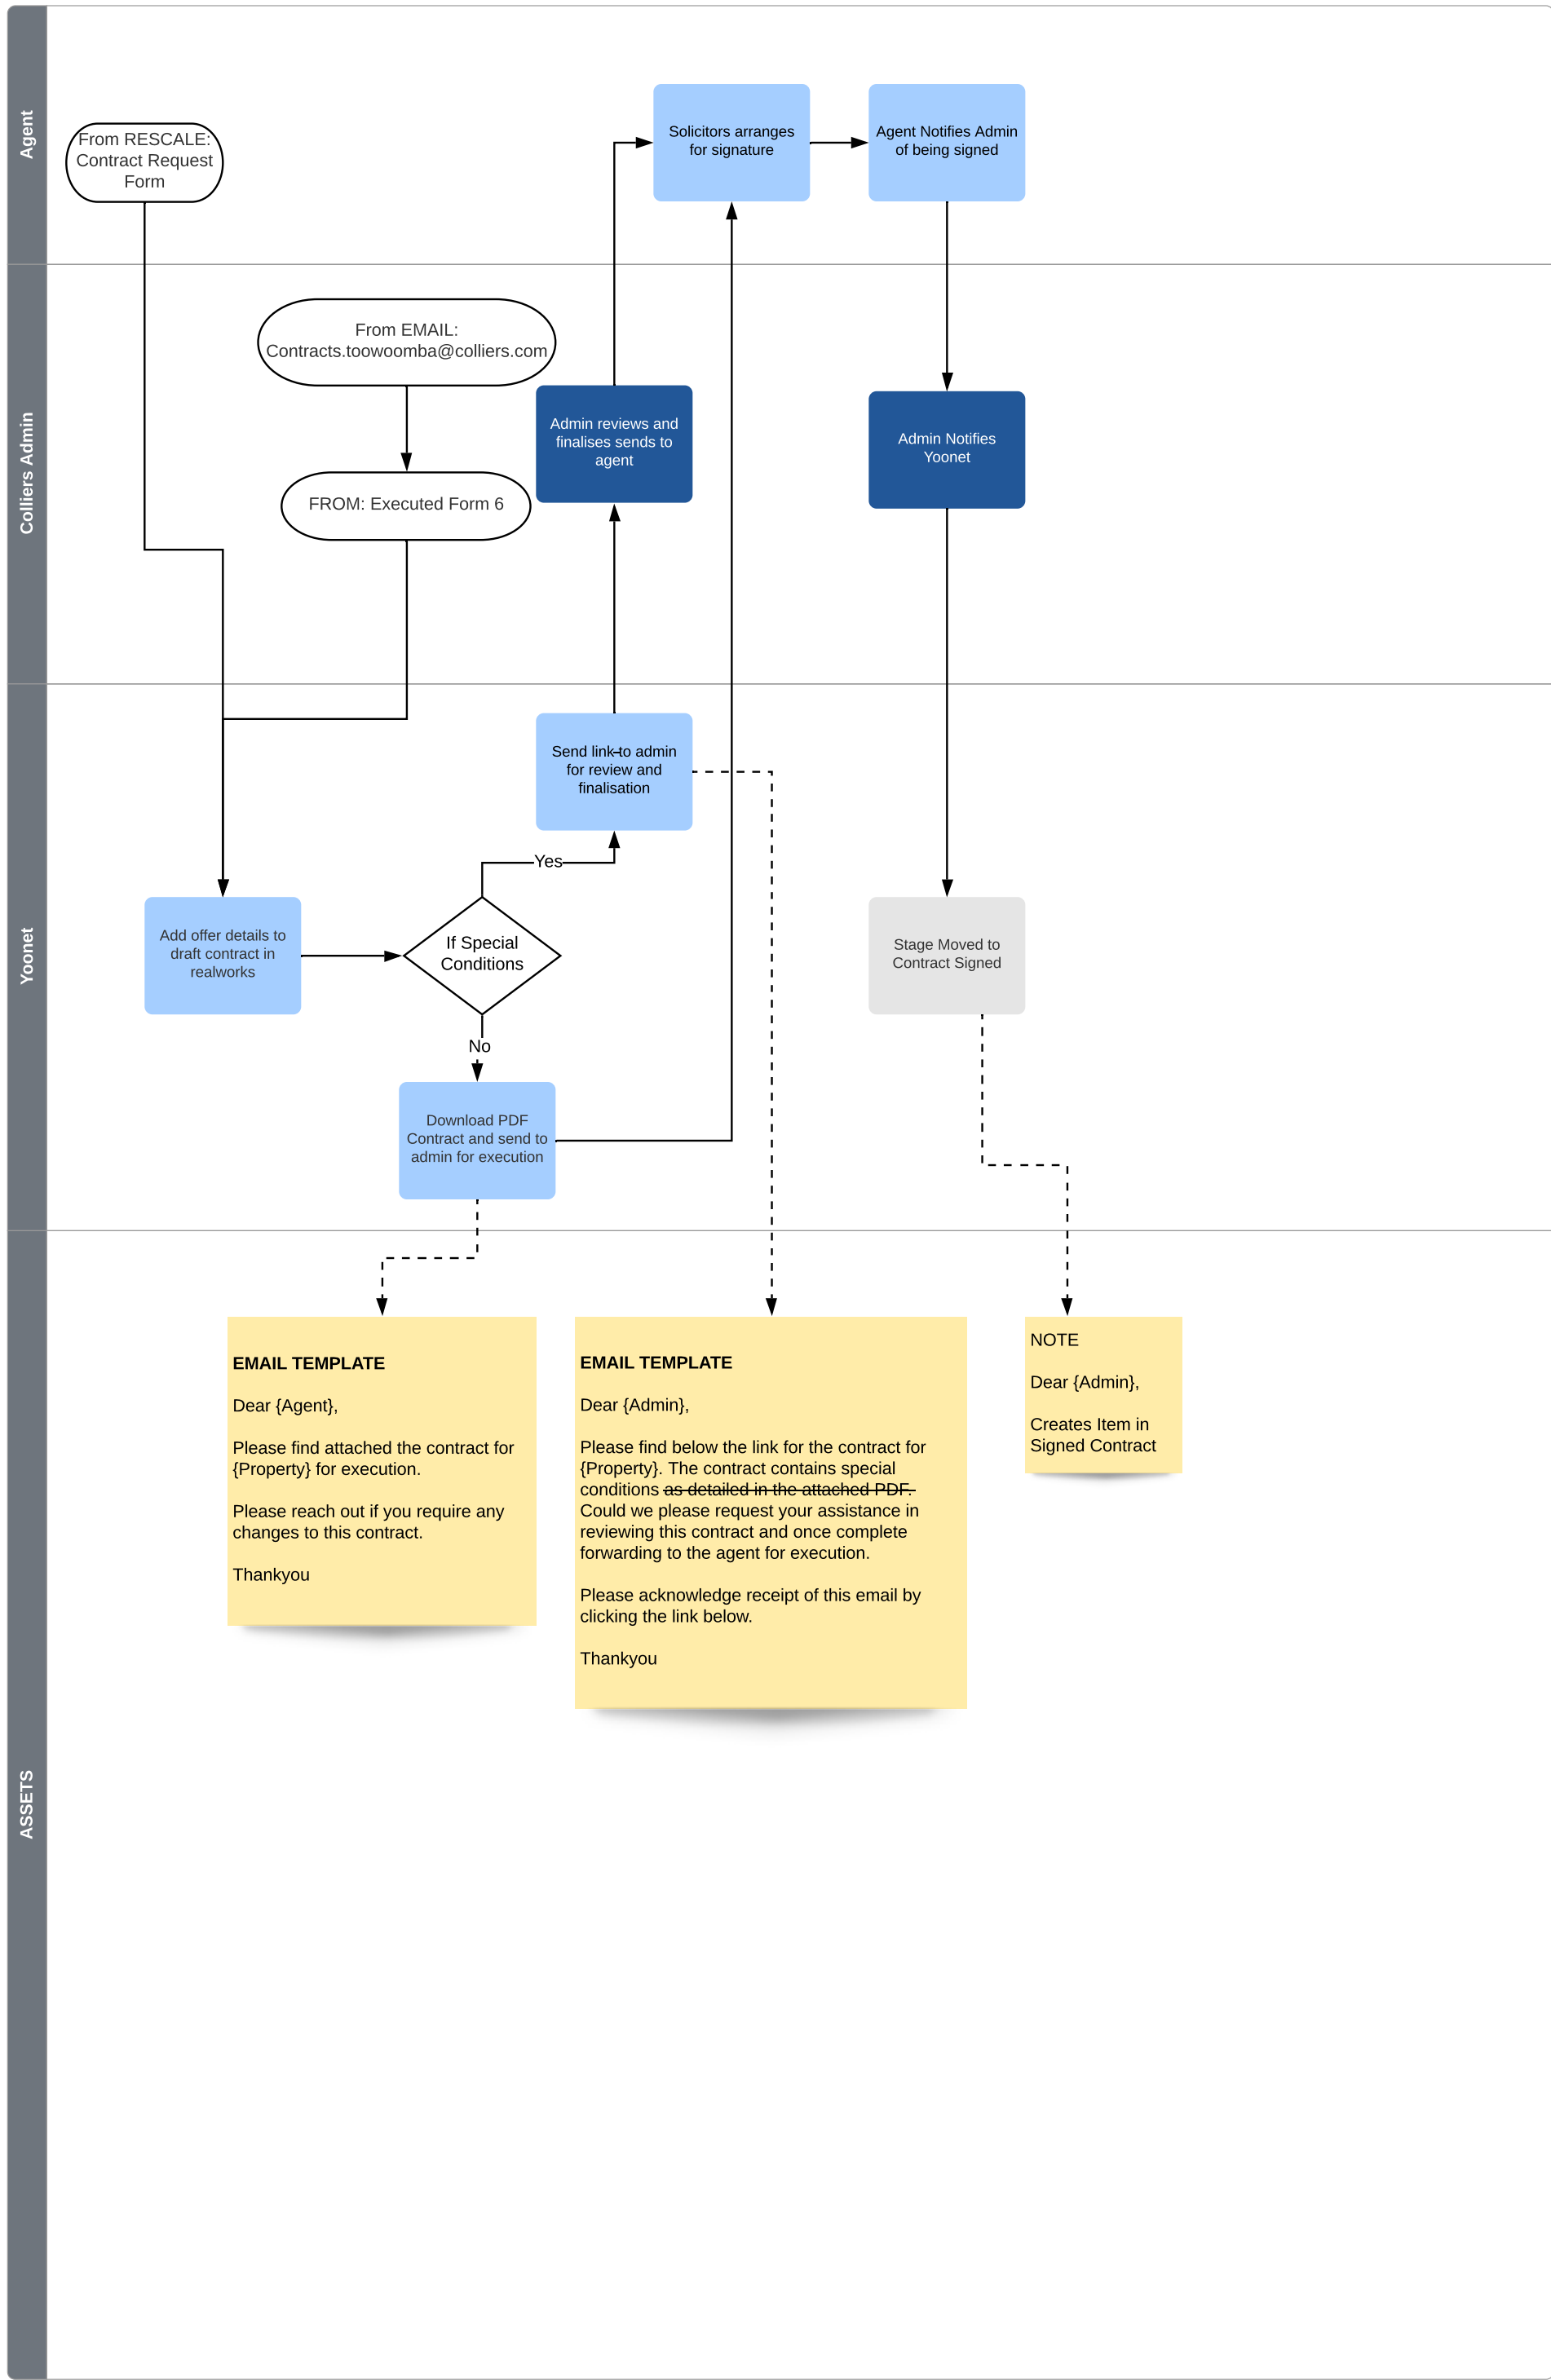 Agent
From RESCALE:
Contract Request
Form
Solicitors arranges
for signature
Agent Notifies Admin
of being signed
Colliers Admin
From EMAIL:
Contracts.toowoomba@colliers.com
FROM: Executed Form 6
Admin reviews and
finalises sends to
agent
Admin Notifies
Yoonet
Yoonet
Send link to admin
for review and
finalisation
Yes
Add offer details to
draft contract in
realworks
If Special
Conditions
No
Download PDF
Contract and send to
admin for execution
Stage Moved to
Contract Signed
ASSETS
EMAIL TEMPLATE
Dear {Agent},
Please find attached the contract for
{Property} for execution.
Please reach out if you require any
changes to this contract.
Thankyou
EMAIL TEMPLATE
Dear {Admin},
Please find below the link for the contract for
{Property}. The contract contains special
conditions as detailed in the attached PDF.
Could we please request your assistance in
reviewing this contract and once complete
forwarding to the agent for execution.
Please acknowledge receipt of this email by
clicking the link below.
Thankyou
NOTE
Dear {Admin},
Creates Item in
Signed Contract